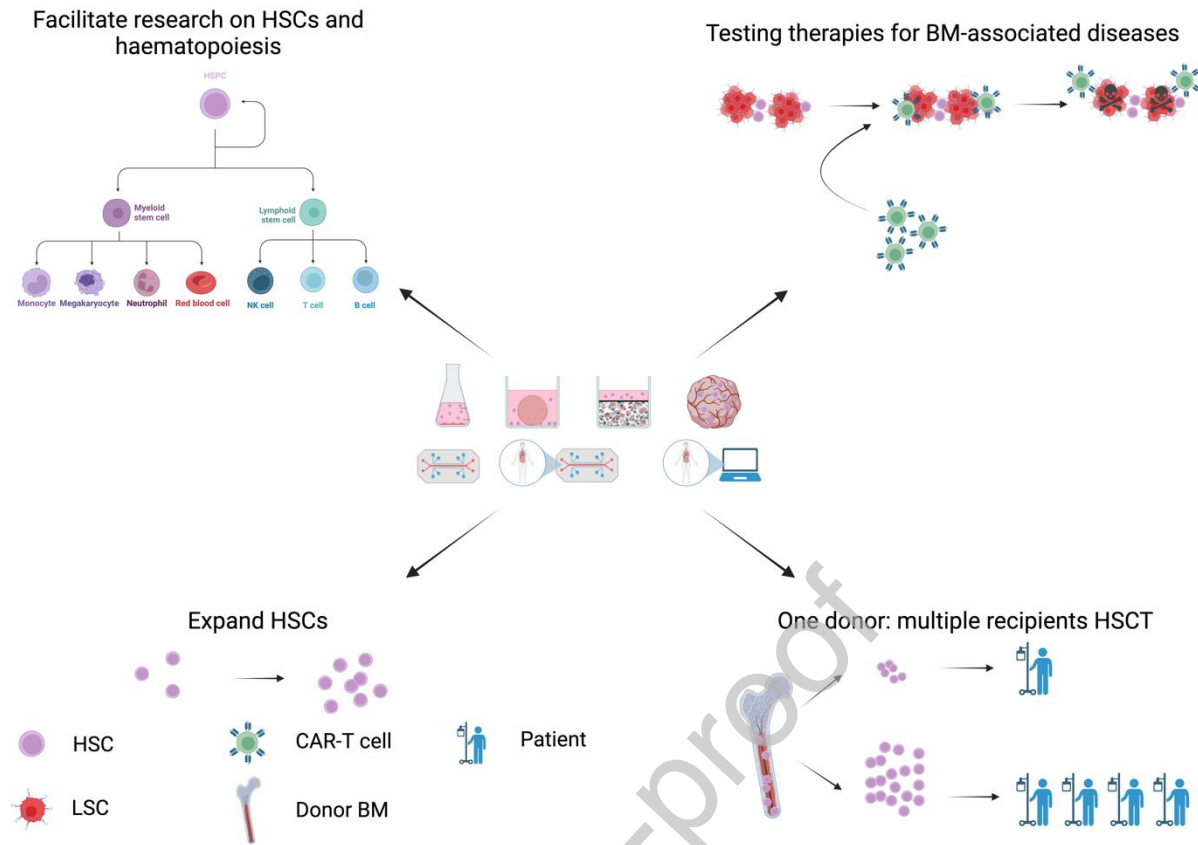 Facilitate research on HSCs and
haematopoiesis
HSPC
Myeloid
stem cell
Lymphoid
stem cell
Monocyte
Megakaryocyte
Neutrophil
Red blood cell
NK cell
T cell
B cell
Testing therapies for BM-associated diseases
Expand HSCs
HSC
CAR-T cell
Patient
LSC
Donor BM
One donor: multiple recipients HSCT
-proof